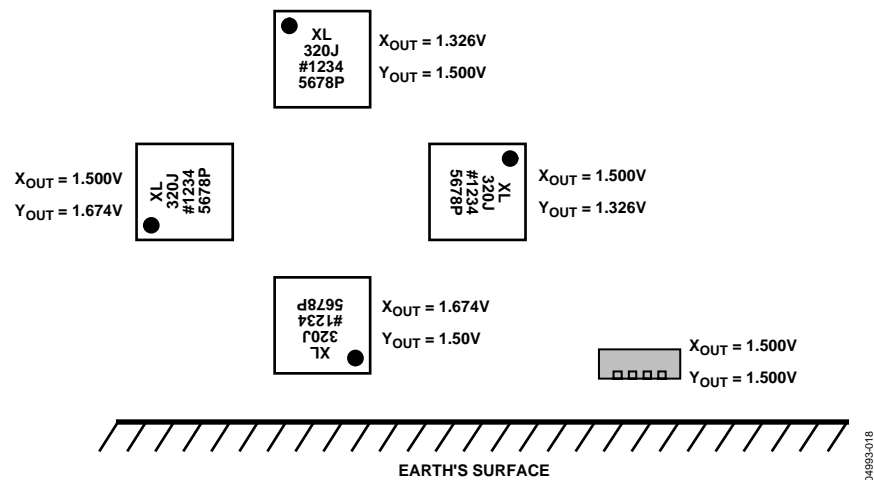 XL
320J
#1234
5678P
XOUT = 1.326V
YOUT = 1.500V
XOUT = 1.500V
YOUT = 1.674V
XL
320J
#1234
5678P
XL
320J
#1234
5678P
XOUT = 1.500V
YOUT = 1.326V
XL
320J
#1234
5678P
XOUT = 1.674V
YOUT = 1.50V
XOUT = 1.500V
YOUT = 1.500V
EARTH'S SURFACE
04993-018